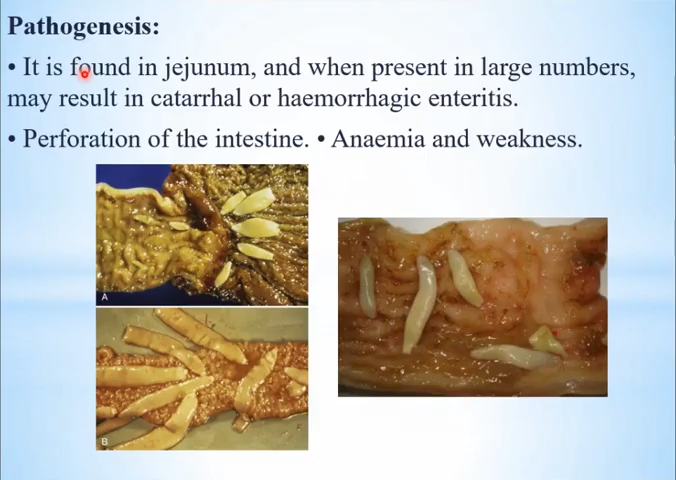 Pathogenesis:
• It is found in jejunum, and when present in large numbers,
may result in catarrhal or haemorrhagic enteritis.
• Perforation of the intestine. • Anaemia and weakness.
A
B